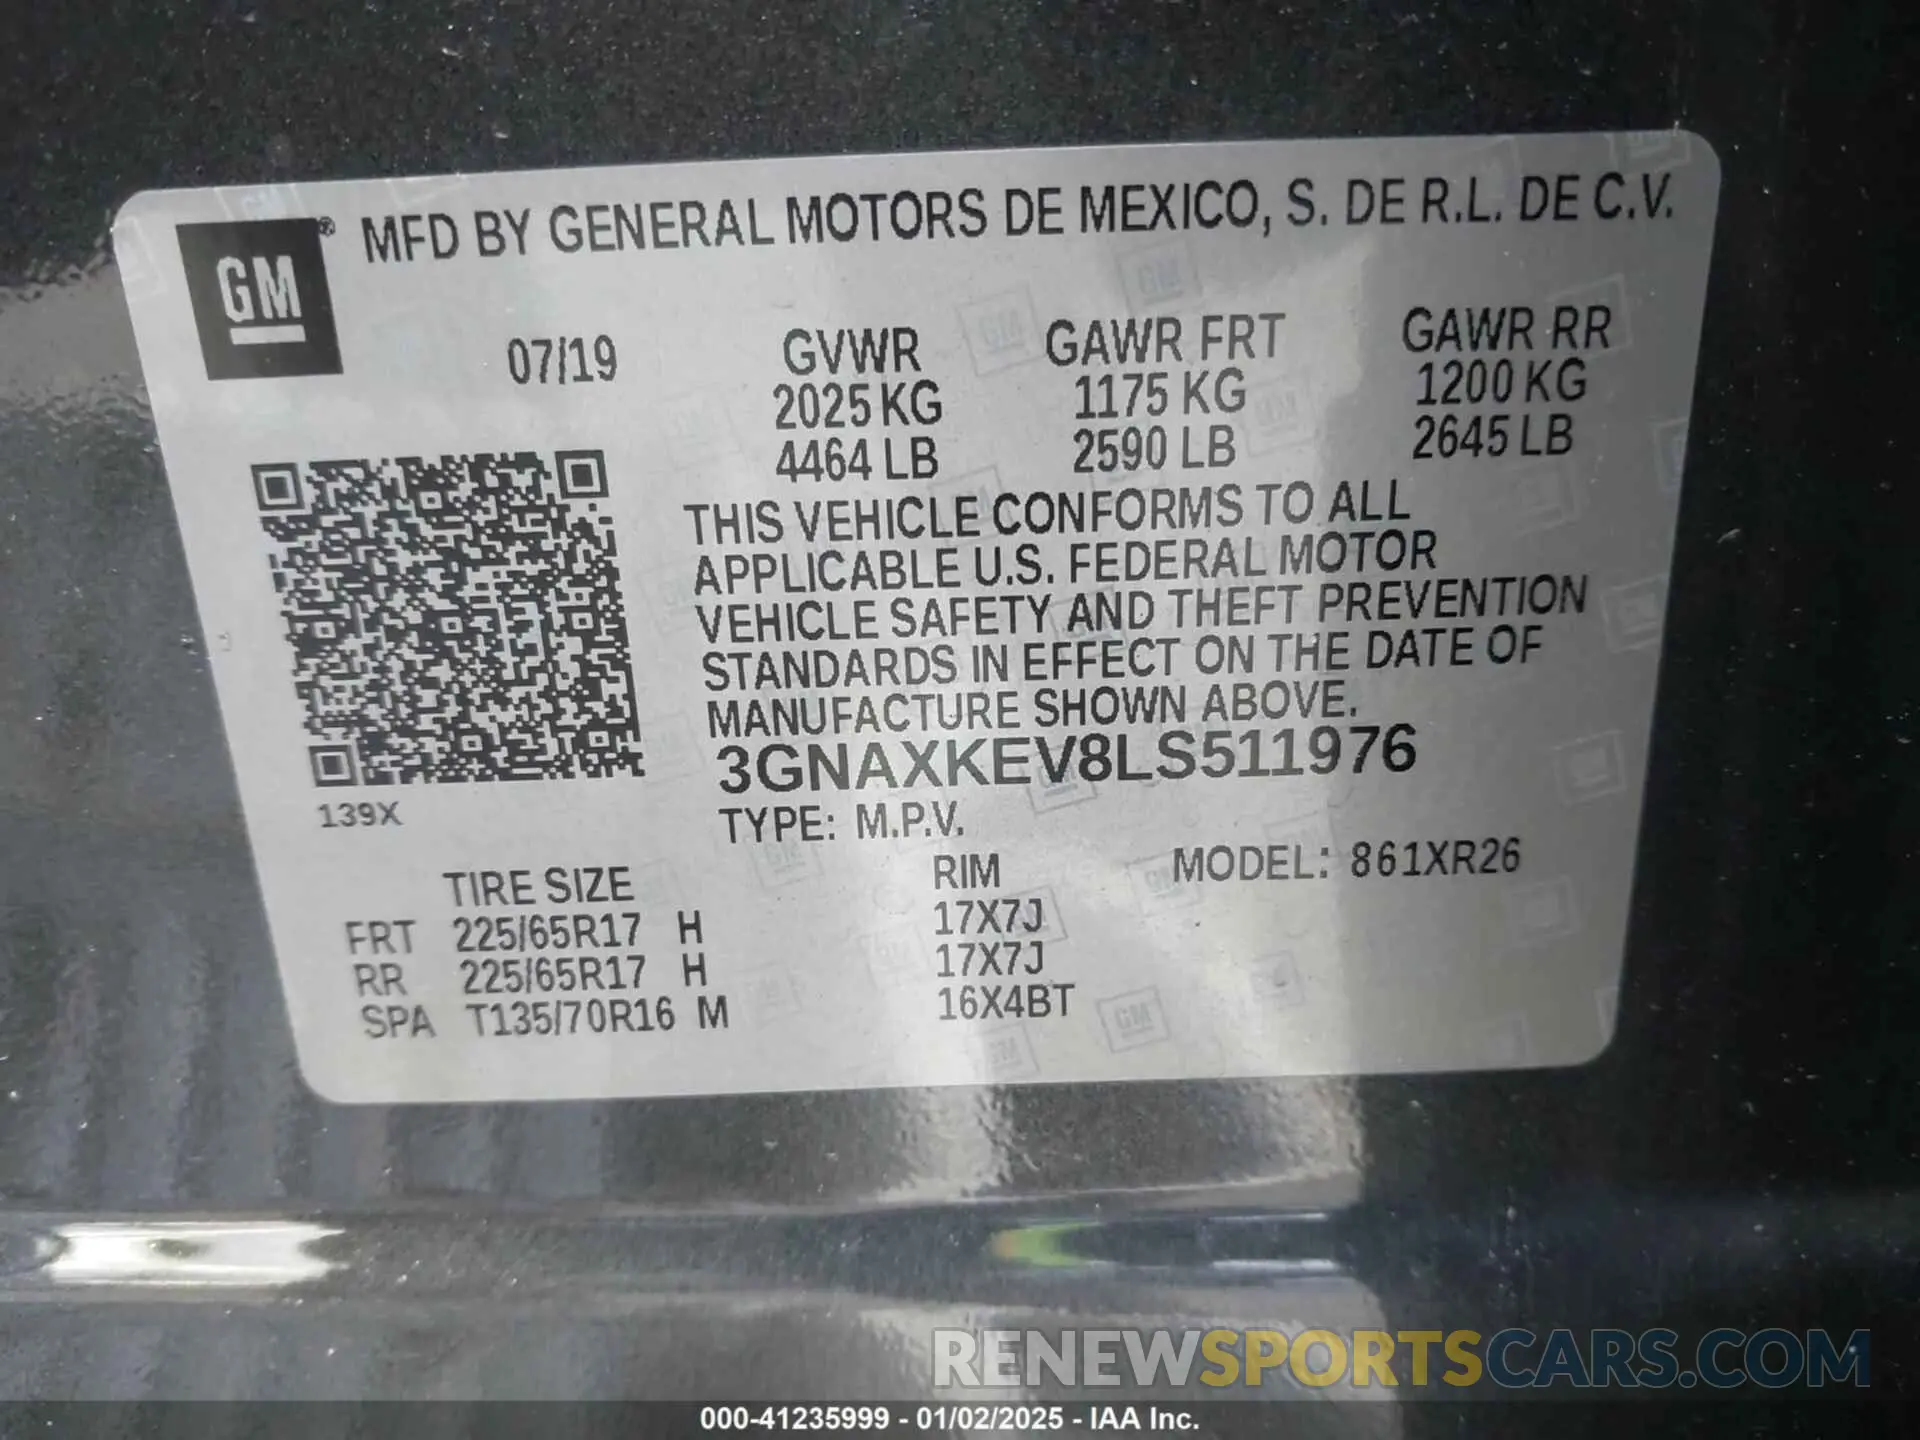 GM® MFD BY GENERAL MOTORS DE MEXICO, S. DE R.L. DE C.V.
07/19 GVWR GAWR FRT GAWR RR
2025 KG 1175 KG 1200 KG
4464 LB 2590 LB 2645 LB
THIS VEHICLE CONFORMS TO ALL
APPLICABLE U.S. FEDERAL MOTOR
VEHICLE SAFETY AND THEFT PREVENTION
STANDARDS IN EFFECT ON THE DATE OF
MANUFACTURE SHOWN ABOVE.
3GNAXKEV8LS511976
139X
TYPE: M.P.V.
TIRE SIZE RIM MODEL: 861XR26
FRT 225/65R17 H 17X7J
RR 225/65R17 H 17X7J
SPA T135/70R16 M 16X4BT
RENEWSPORTSCARS.COM
000-41235999 - 01/02/2025 - IAA Inc.